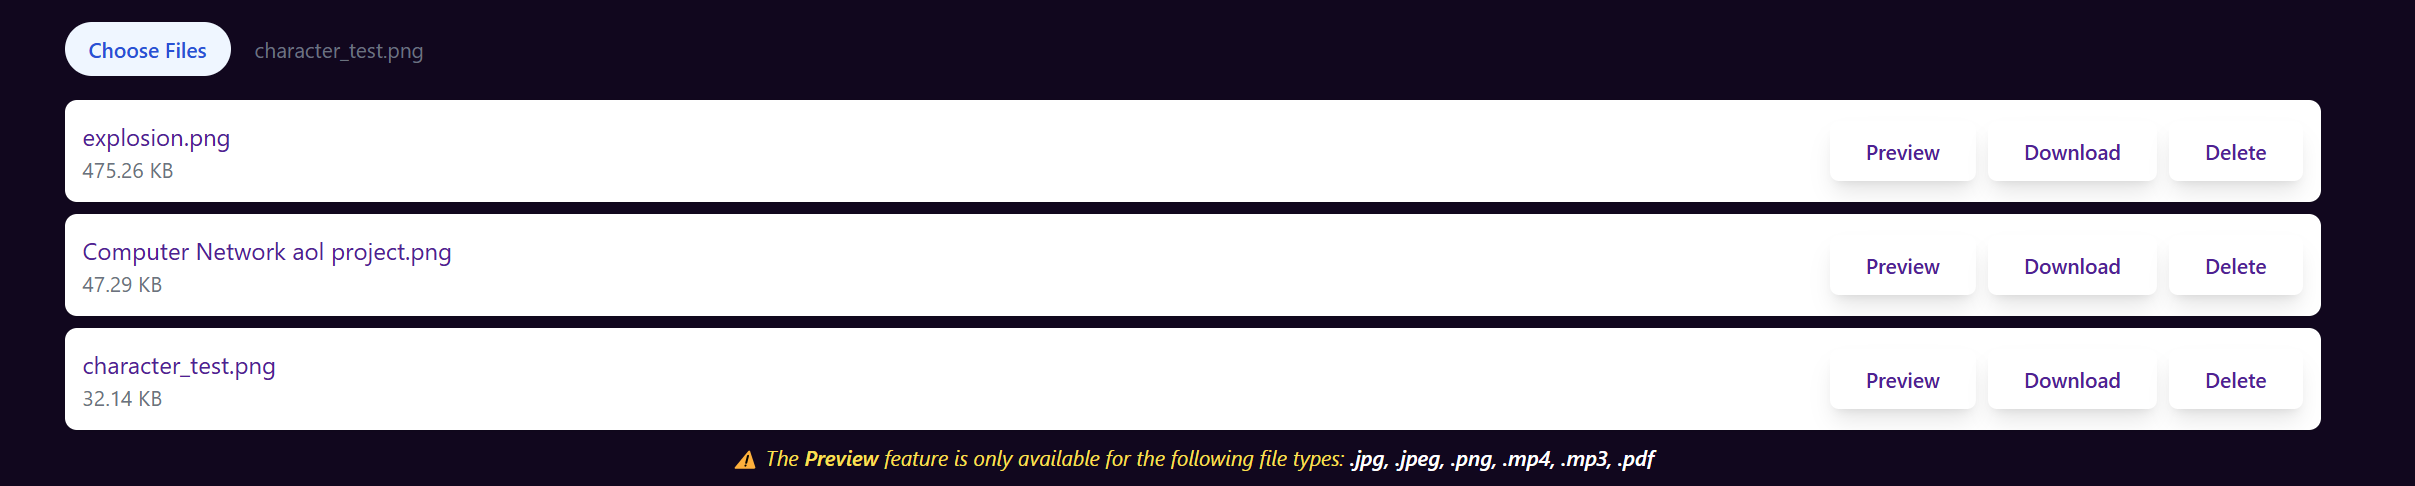 Choose Files character_test.png
explosion.png
475.26 KB
Preview Download Delete
Computer Network aol project.png
47.29 KB
Preview Download Delete
character_test.png
32.14 KB
Preview Download Delete
⚠ The Preview feature is only available for the following file types: .jpg, .jpeg, .png, .mp4, .mp3, .pdf